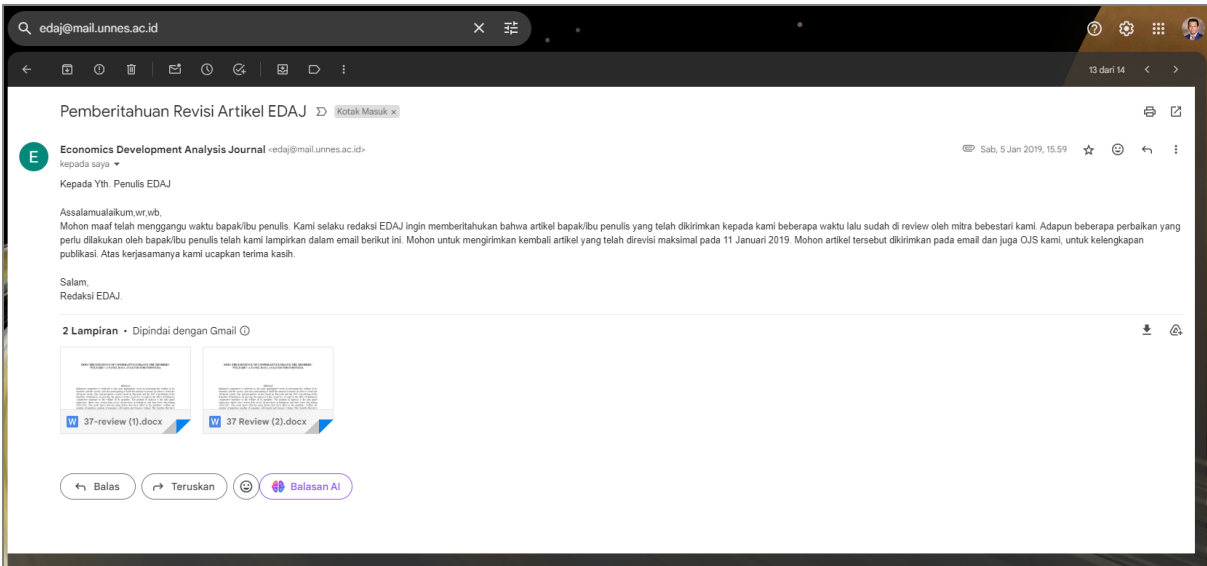 edaj@mail.unnes.ac.id
13 dari 14
Pemberitahuan Revisi Artikel EDAJ
Kotak Masuk x
E
Economics Development Analysis Journal <edaj@mail.unnes.ac.id>
Sab, 5 Jan 2019, 15.59
kepada saya
Kepada Yth. Penulis EDAJ
Assalamualaikum,wr,wb,
Mohon maaf telah menggangu waktu bapak/Ibu penulis. Kami selaku redaksi EDAJ ingin memberitahukan bahwa artikel bapak/Ibu penulis yang telah dikirimkan kepada kami beberapa waktu lalu sudah di review oleh mitra bebestari kami. Adapun beberapa perbaikan yang
perlu dilakukan oleh bapak/ibu penulis telah kami lampirkan dalam email berikut ini. Mohon untuk mengirimkan kembali artikel yang telah direvisi maksimal pada 11 Januari 2019. Mohon artikel tersebut dikirimkan pada email dan juga OJS kami, untuk kelengkapan
publikasi. Atas kerjasamanya kami ucapkan terima kasih.
Salam,
Redaksi EDAJ.
2 Lampiran • Dipindai dengan Gmail
W 37-review (1).docx
W 37 Review (2).docx
Balas
Teruskan
Balasan AI